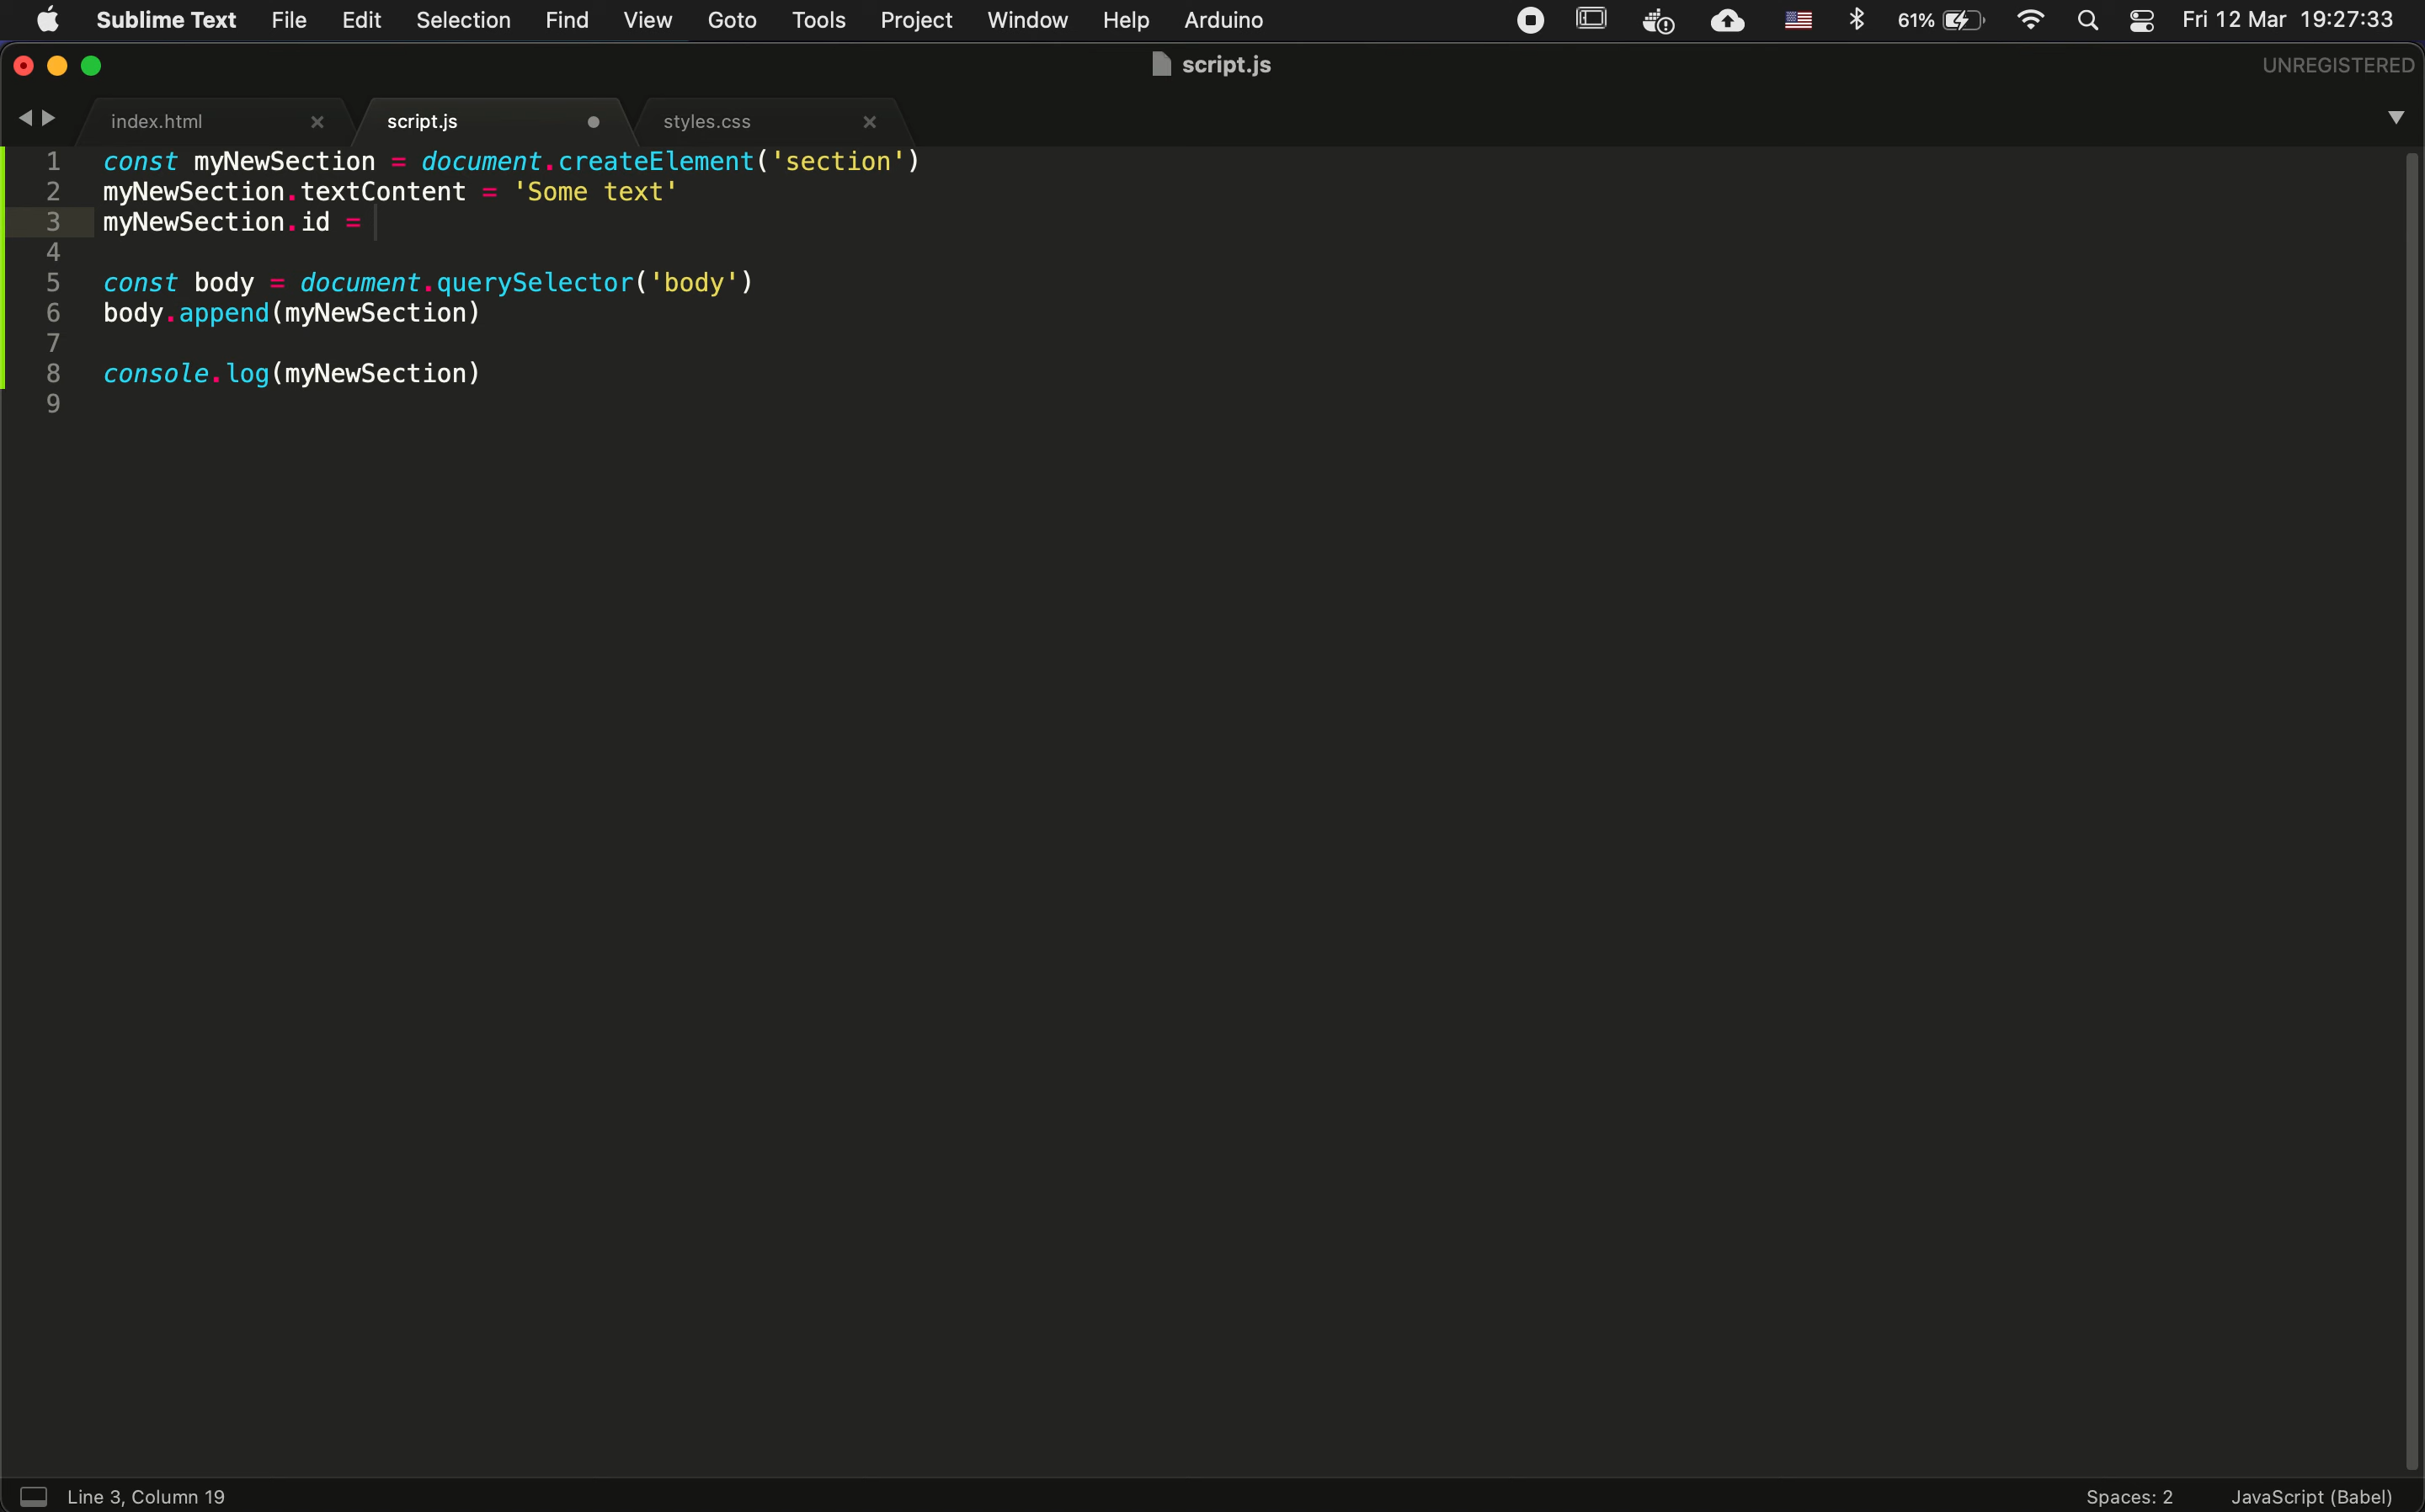 Sublime Text File Edit Selection Find View Goto Tools Project Window Help Arduino 61% Fri 12 Mar 19:27:33
script.js
UNREGISTERED
index.html script.js styles.css
1 const myNewSection = document.createElement('section')
2 myNewSection.textContent = 'Some text'
3 myNewSection.id =
4
5 const body = document.querySelector('body')
6 body.append(myNewSection)
7
8 console.log(myNewSection)
9
Line 3, Column 19 Spaces: 2 JavaScript (Babel)